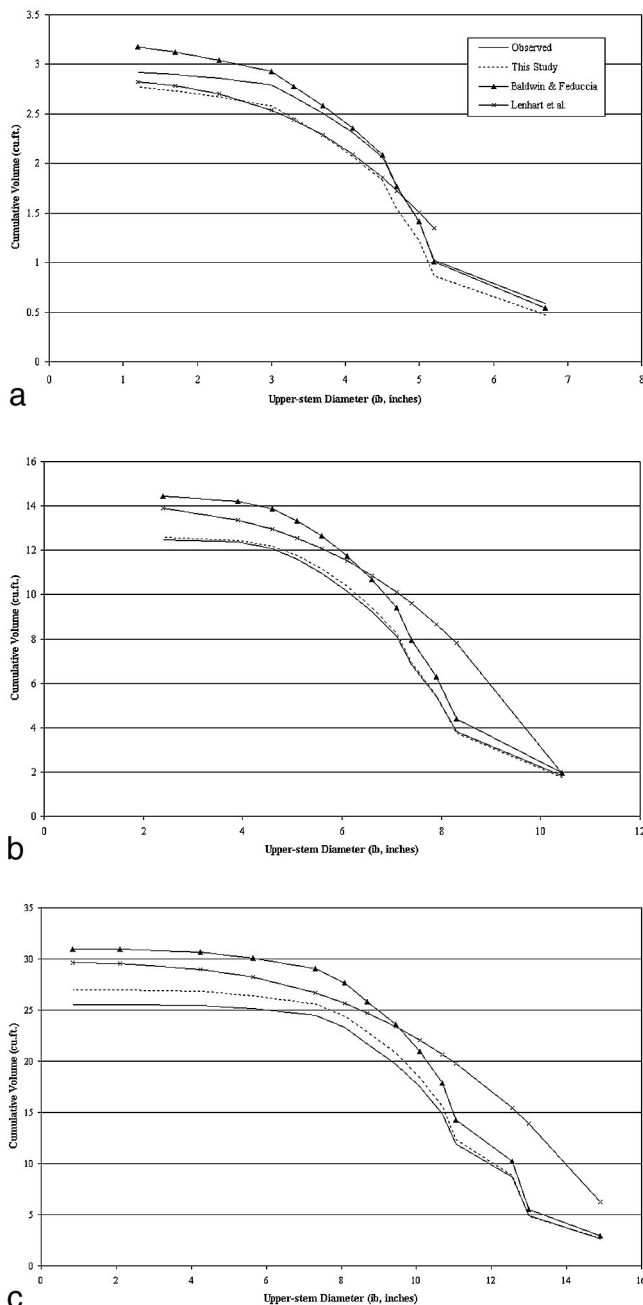 3.5
3
2.5
2
1.5
1
0.5
0
Cumulative Volume (cu.ft.)
Observed
This Study
Baldwin & Feduccia
Lenhart et al.
0 1 2 3 4 5 6 7 8
Upper-stem Diameter (ib, inches)
a
16
14
12
10
8
6
4
2
0
Cumulative Volume (cu.ft.)
0 2 4 6 8 10 12
Upper-stem Diameter (ib, inches)
b
35
30
25
20
15
10
5
0
Cumulative Volume (cu.ft.)
0 2 4 6 8 10 12 14 16
Upper-stem Diameter (ib, inches)
c